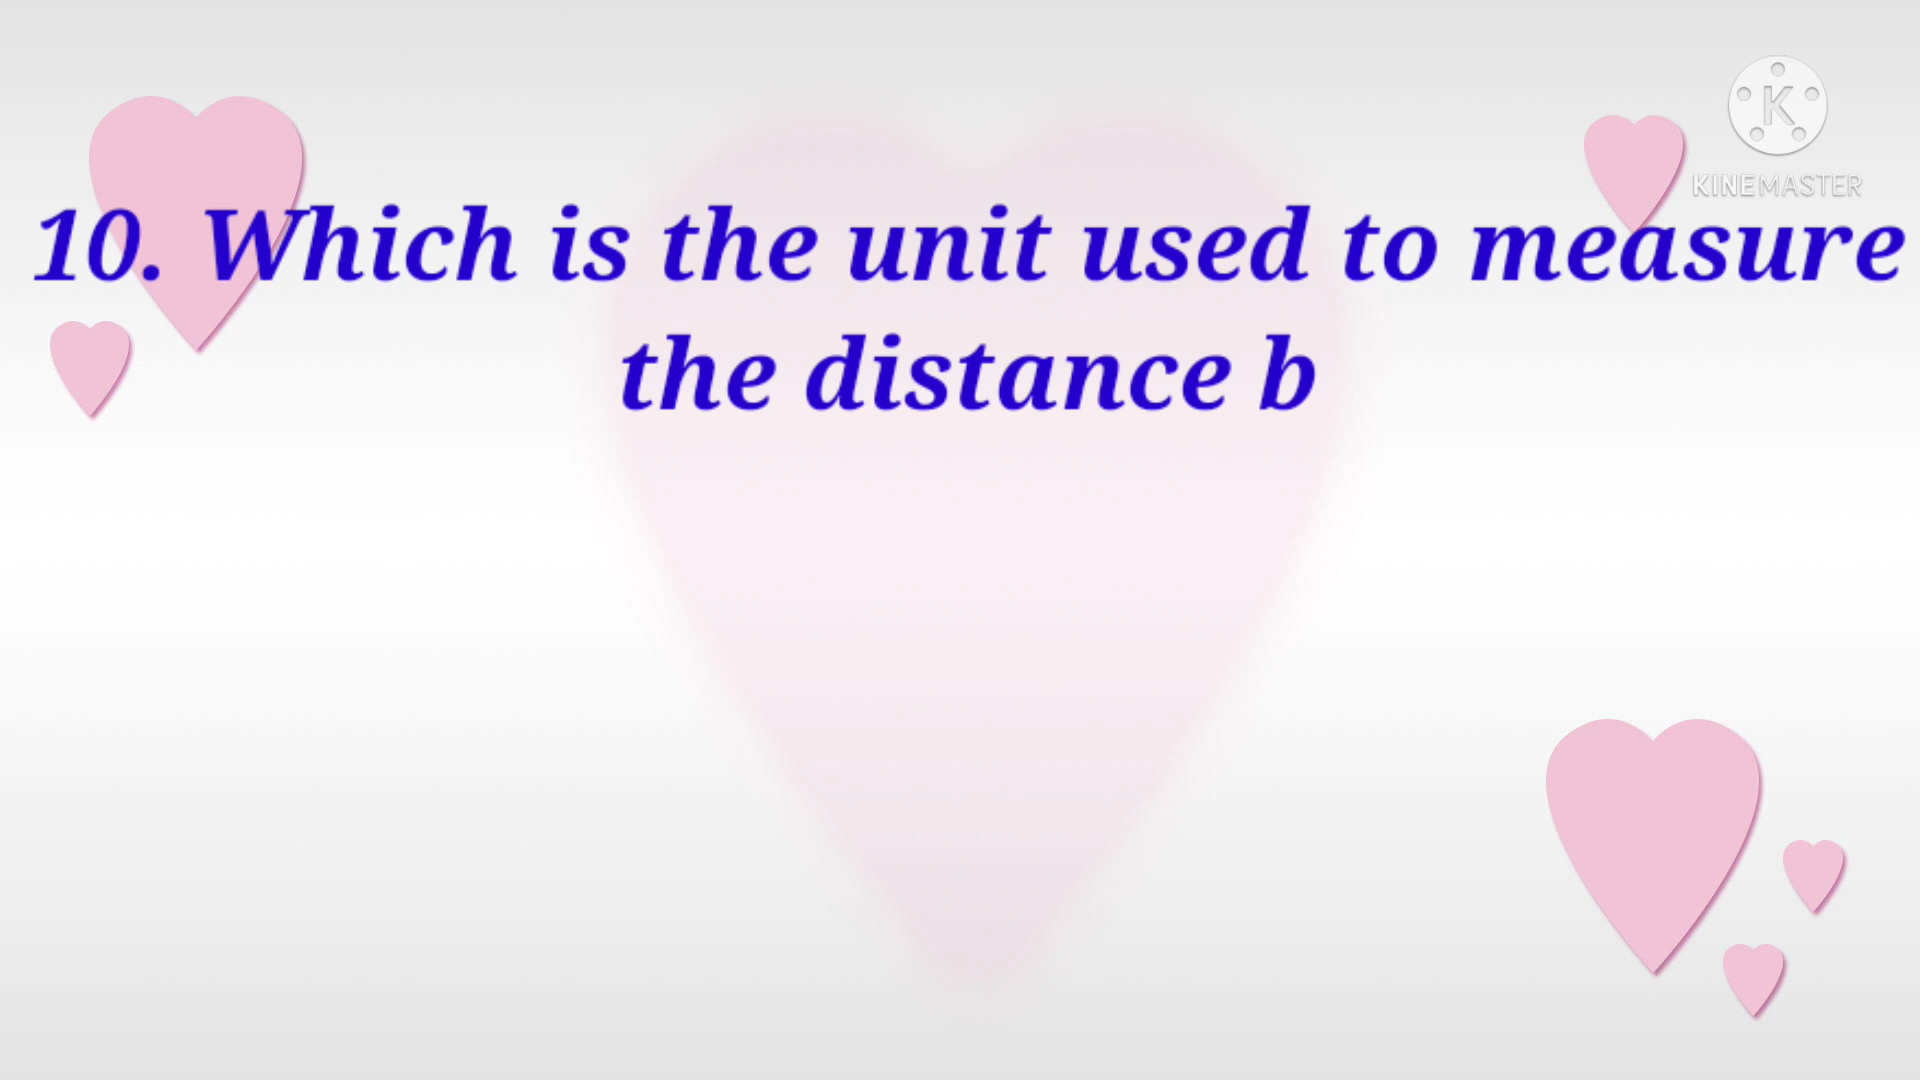 K
KINEMASTER
10. Which is the unit used to measure
the distance b